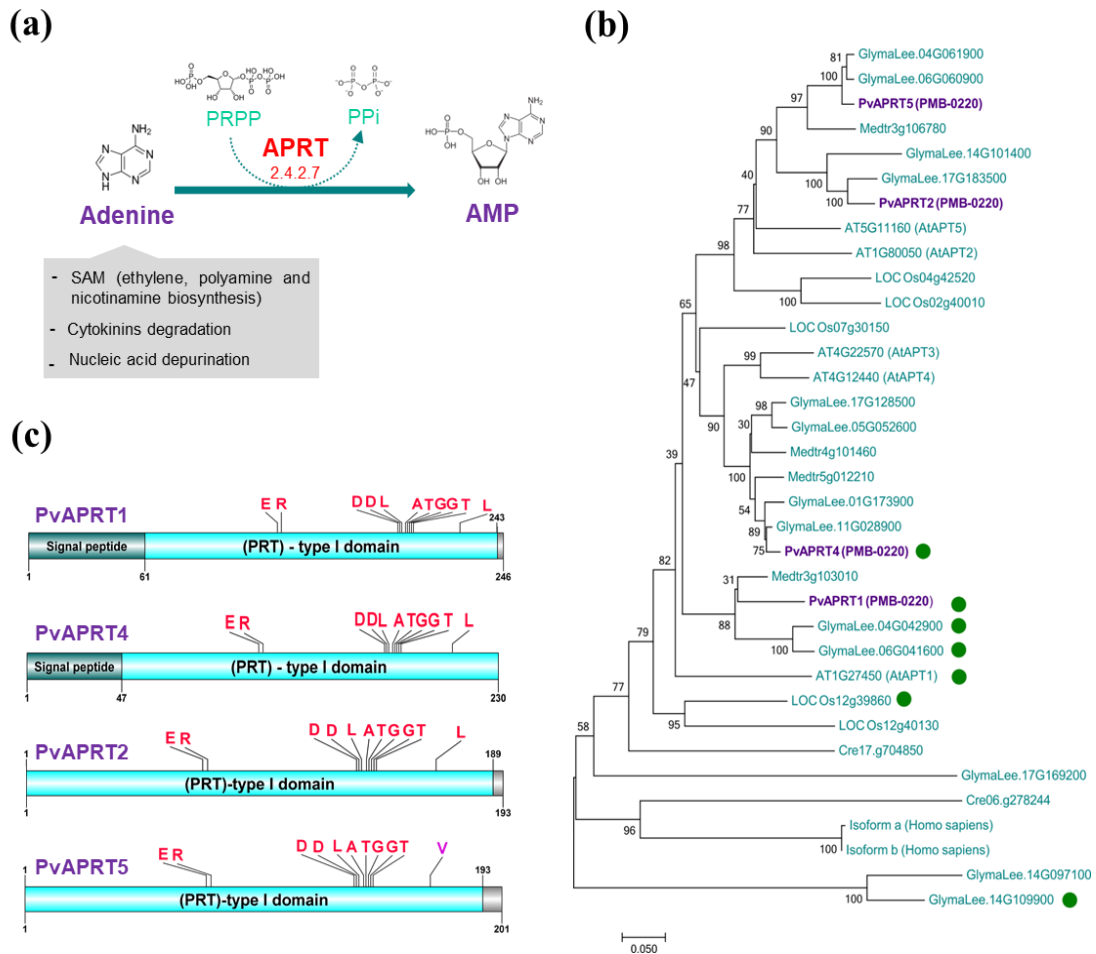 (a)
PRPP
PPi
APRT
2.4.2.7
Adenine
AMP
- SAM (ethylene, polyamine and
nicotinamine biosynthesis)
- Cytokinins degradation
- Nucleic acid depurination
(b)
81
GlymaLee.04G061900
100
GlymaLee.06G060900
97
PvAPRT5 (PMB-0220)
90
Medtr3g106780
GlymaLee.14G101400
100
GlymaLee.17G183500
100
PvAPRT2 (PMB-0220)
40
77
AT5G11160 (AtAPT5)
98
AT1G80050 (AtAPT2)
LOC Os04g42520
100
LOC Os02g40010
65
LOC Os07g30150
47
99
AT4G22570 (AtAPT3)
AT4G12440 (AtAPT4)
90
98
GlymaLee.17G128500
30
GlymaLee.05G052600
Medtr4g101460
100
Medtr5g012210
54
GlymaLee.01G173900
89
GlymaLee.11G028900
75
PvAPRT4 (PMB-0220)
39
31
Medtr3g103010
PvAPRT1 (PMB-0220)
88
GlymaLee.04G042900
100
GlymaLee.06G041600
82
AT1G27450 (AtAPT1)
79
LOC Os12g39860
95
LOC Os12g40130
77
Cre17.g704850
58
GlymaLee.17G169200
Cre06.g278244
96
Isoform a (Homo sapiens)
100
Isoform b (Homo sapiens)
GlymaLee.14G097100
100
GlymaLee.14G109900
0.050
(c)
PvAPRT1
E R D D L A T G G T L
243
Signal peptide
(PRT) - type I domain
1 61 246
PvAPRT4
E R D D L A T G G T L
Signal peptide
(PRT) - type I domain
1 47 230
PvAPRT2
E R D D L A T G G T L
1 189
(PRT)-type I domain
1 193
PvAPRT5
E R D D L A T G G T V
1 193
(PRT)-type I domain
1 201